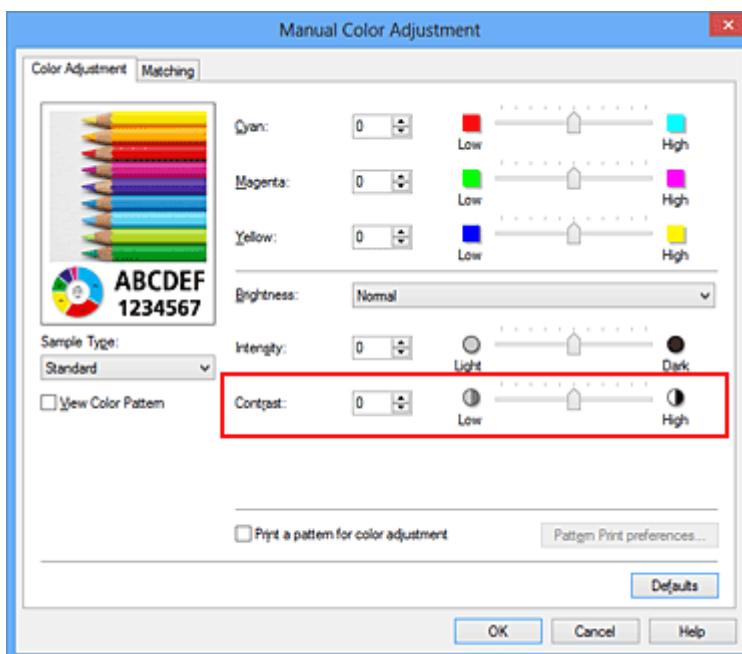 Manual Color Adjustment
Color Adjustment
Matching
ABCDEF
1234567
Sample Type:
Standard
View Color Pattern
Cyan: 0
Low High
Magenta: 0
Low High
Yellow: 0
Low High
Brightness: Normal
Intensity: 0
Light Dark
Contrast: 0
Low High
Print a pattern for color adjustment
Pattern Print preferences...
Defaults
OK
Cancel
Help